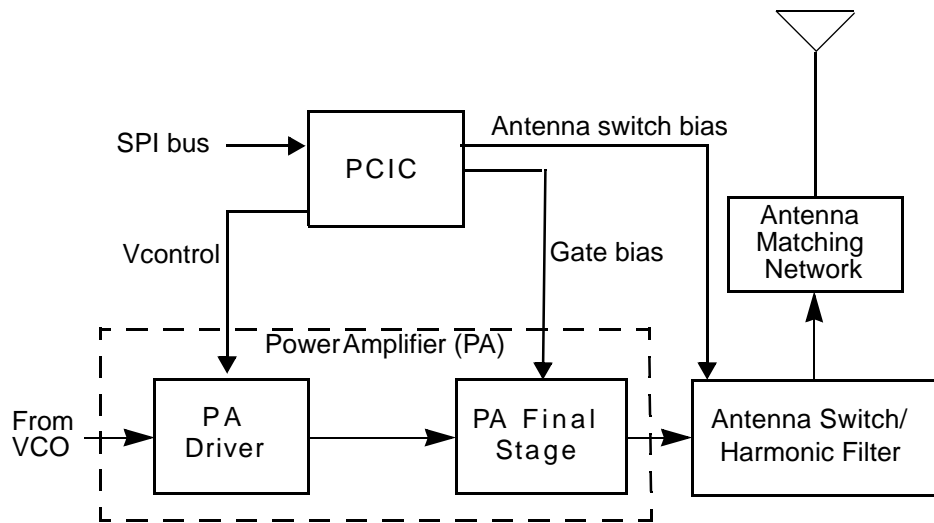 SPI bus
PCIC
Antenna switch bias
Vcontrol
Gate bias
Antenna
Matching
Network
Power Amplifier (PA)
From
VCO
PA
Driver
PA Final
Stage
Antenna Switch/
Harmonic Filter